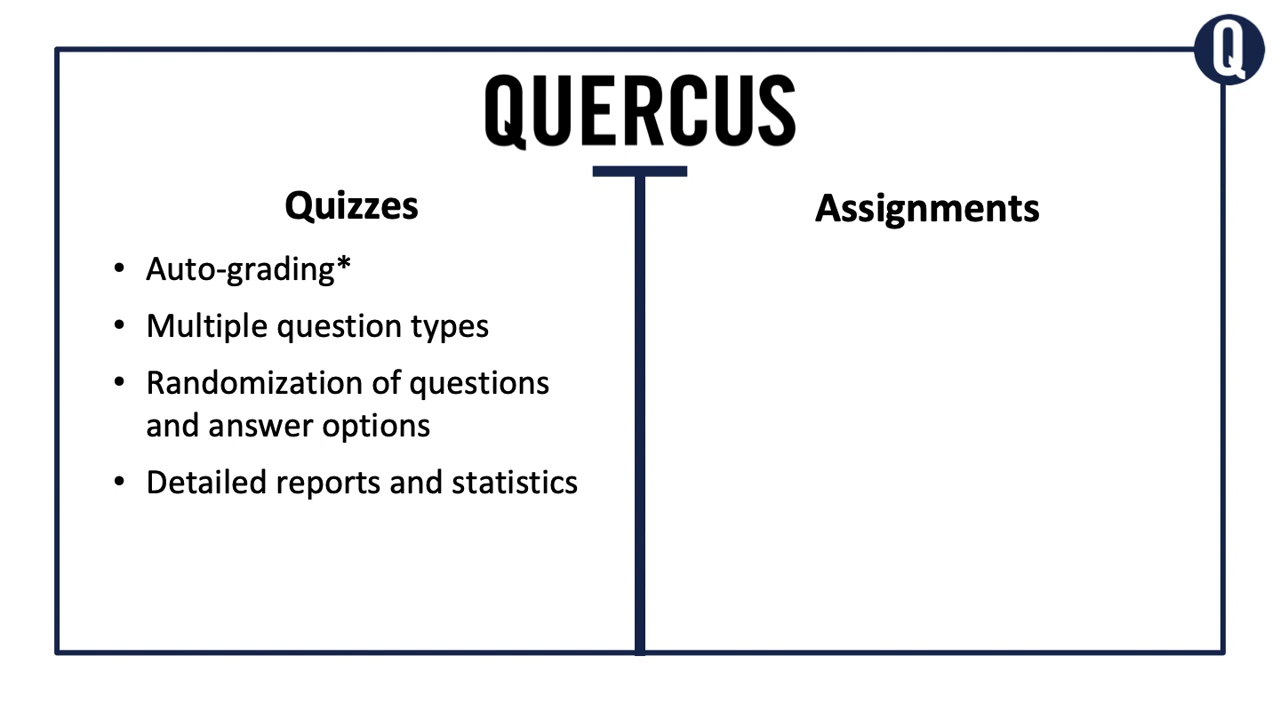 Q
QUERCUS
Quizzes
• Auto-grading*
• Multiple question types
• Randomization of questions
and answer options
• Detailed reports and statistics
Assignments